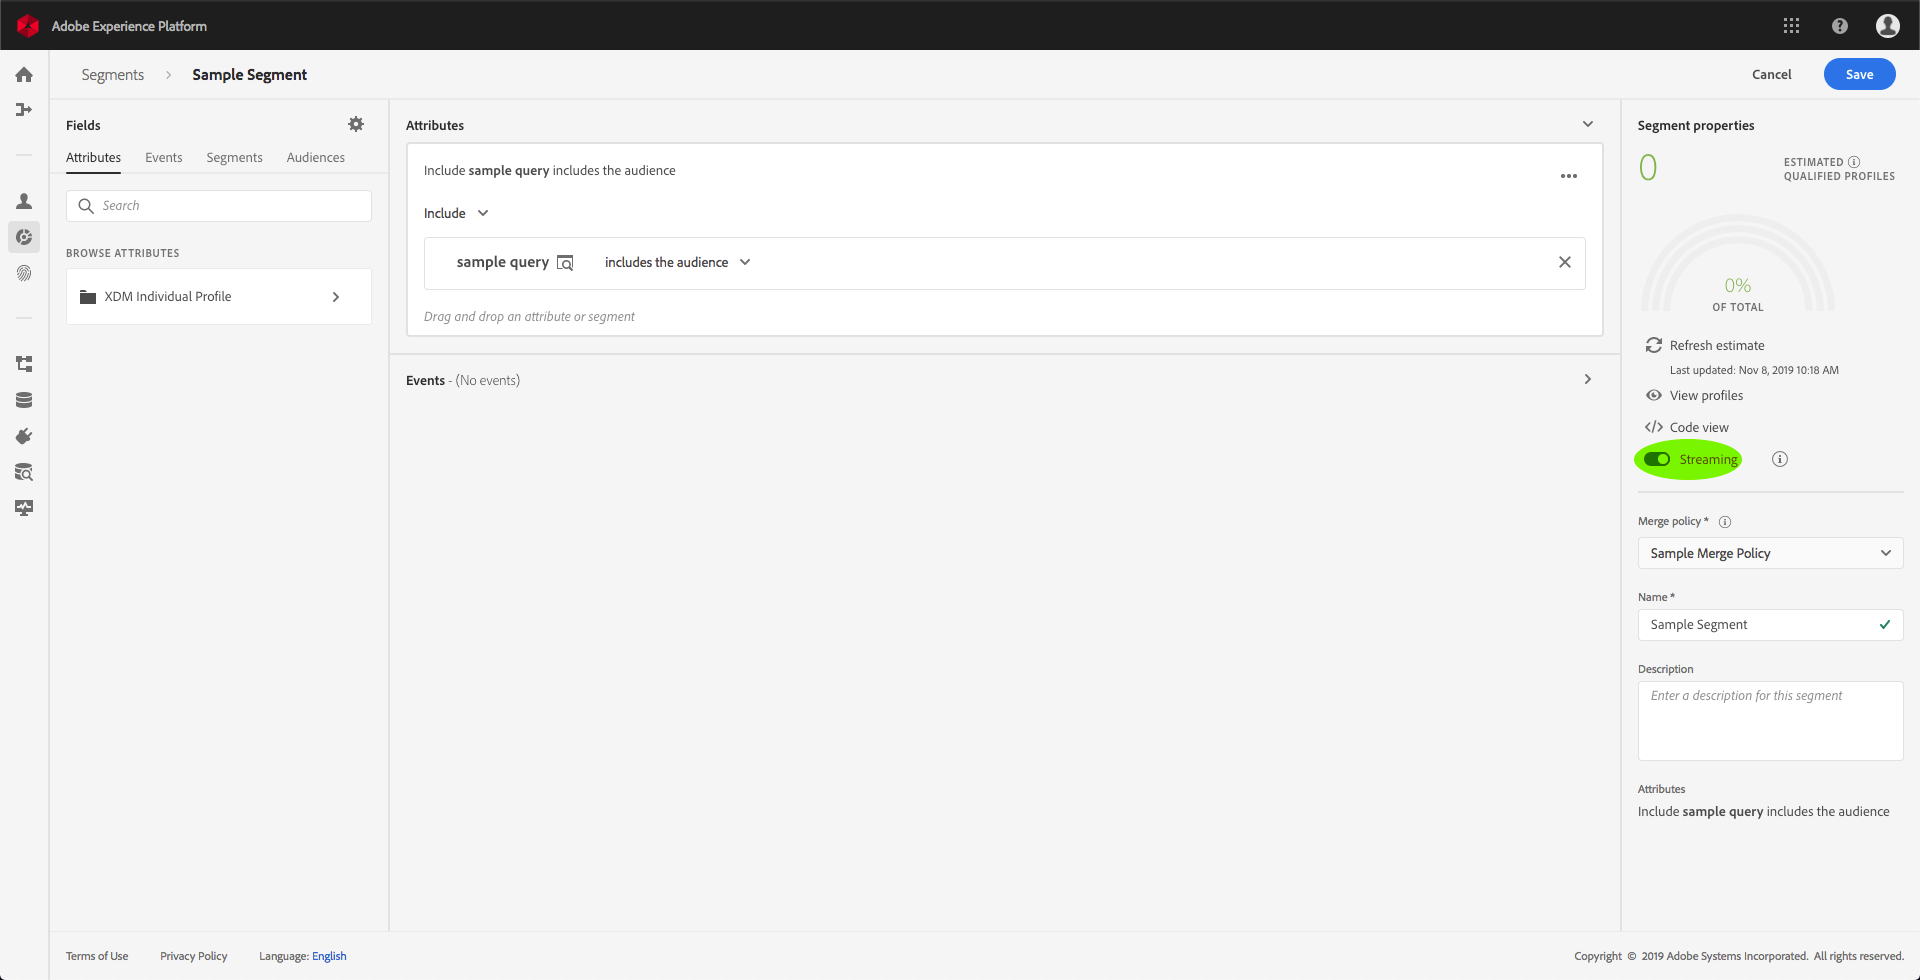 Adobe Experience Platform
Segments > Sample Segment
Cancel
Save
Fields
Attributes Events Segments Audiences
Search
BROWSE ATTRIBUTES
XDM Individual Profile
Attributes
Include sample query includes the audience
Include
sample query includes the audience
Drag and drop an attribute or segment
Events - (No events)
Segment properties
0
ESTIMATED
QUALIFIED PROFILES
0%
OF TOTAL
Refresh estimate
Last updated: Nov 8, 2019 10:18 AM
View profiles
</> Code view
Streaming
Merge policy *
Sample Merge Policy
Name *
Sample Segment
Description
Enter a description for this segment
Attributes
Include sample query includes the audience
Terms of Use Privacy Policy Language: English
Copyright © 2019 Adobe Systems Incorporated. All rights reserved.